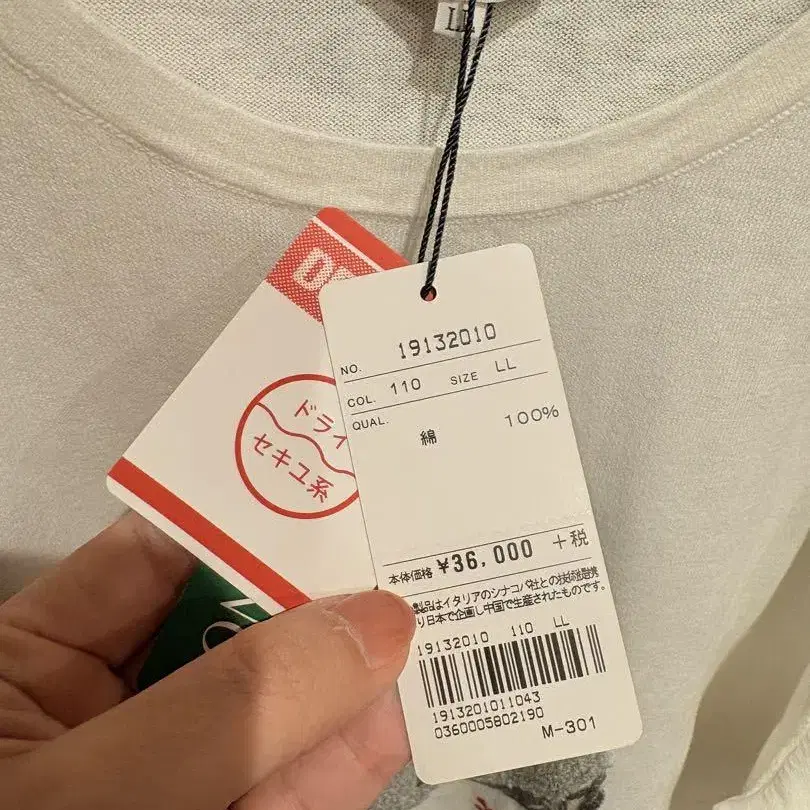 LL
ドライ
セキユ系
NO. 19132010
COL. 110 SIZE LL
QUAL.
綿 100%
本体価格 ¥36,000 +税
製品はイタリアのシナコバ社との技術提携
り日本で企画し中国で生産されたものです。
19132010 110 LL
1913201011043
0360005802190
M-301